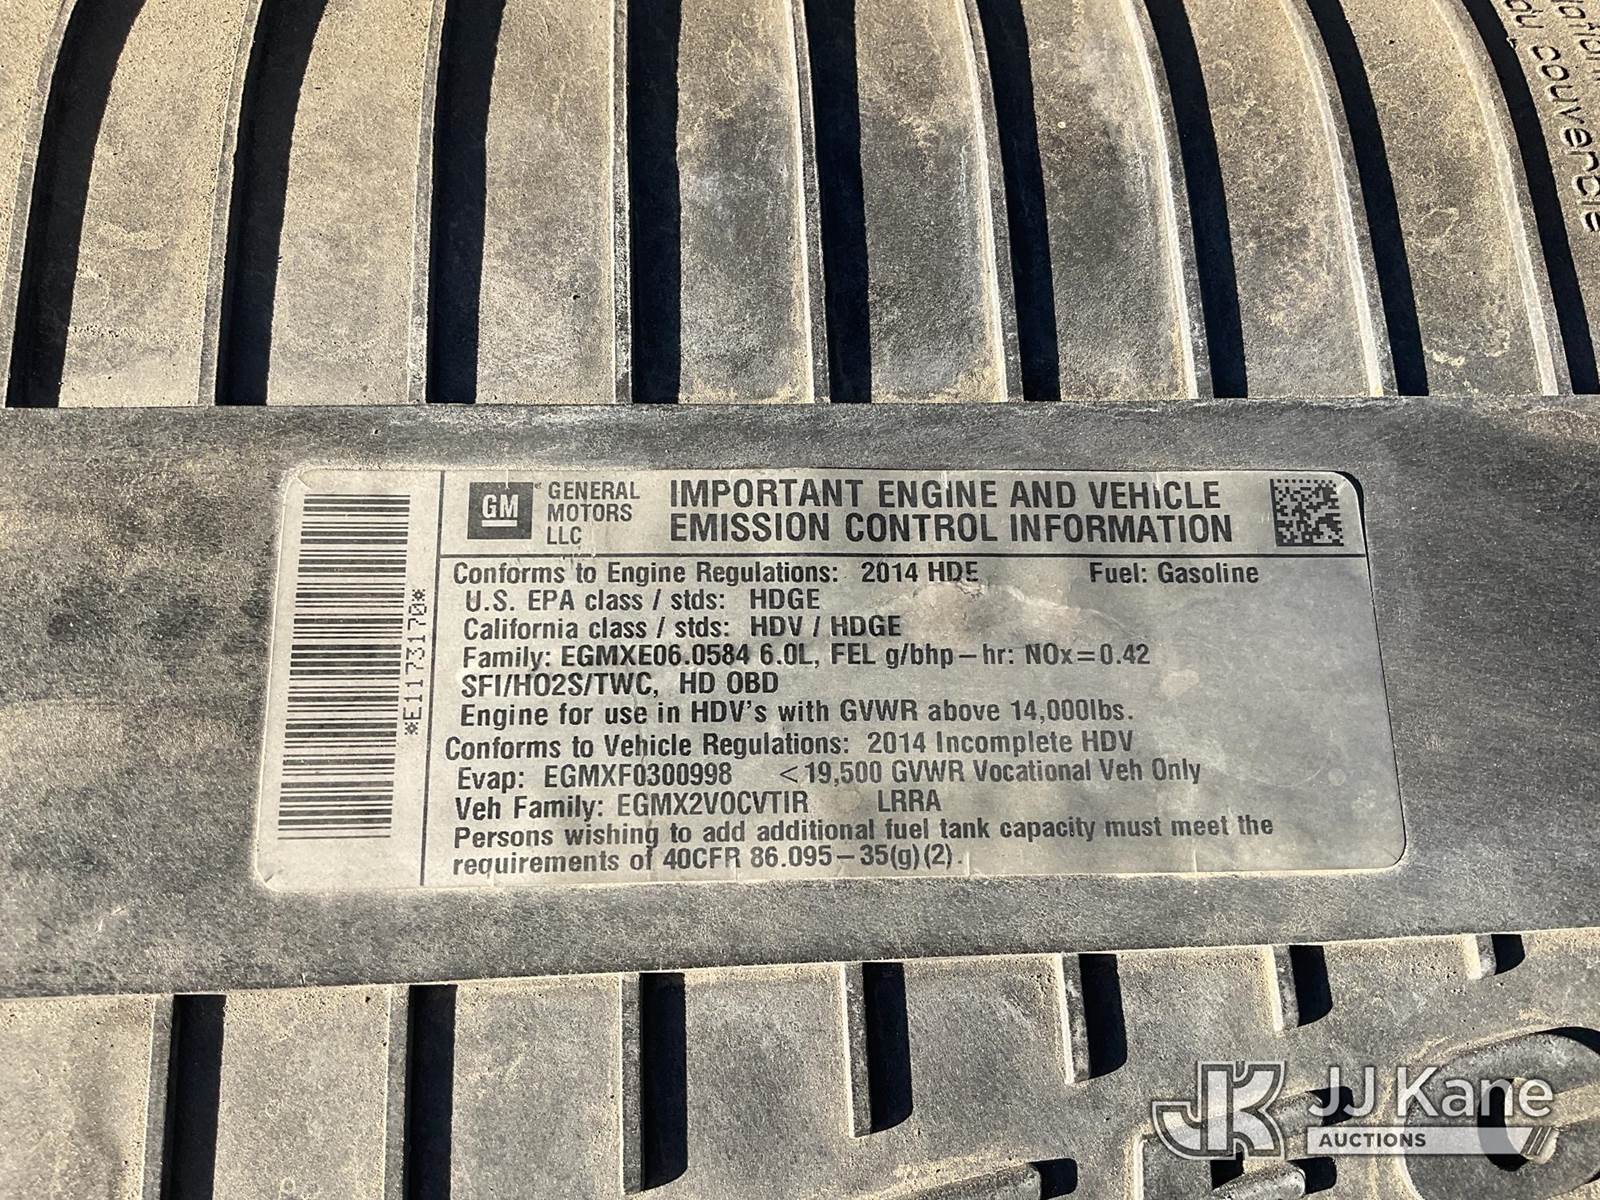 du couvercle
GM
GENERAL
MOTORS
LLC
IMPORTANT ENGINE AND VEHICLE
EMISSION CONTROL INFORMATION
*E1173170*
Conforms to Engine Regulations: 2014 HDE Fuel: Gasoline
U.S. EPA class / stds: HDGE
California class / stds: HDV / HDGE
Family: EGMXE06.0584 6.0L, FEL g/bhp-hr: NOx=0.42
SFI/HO2S/TWC, HD OBD
Engine for use in HDV's with GVWR above 14,000lbs.
Conforms to Vehicle Regulations: 2014 Incomplete HDV
Evap: EGMXF0300998 <19,500 GVWR Vocational Veh Only
Veh Family: EGMX2VOCVTIR LRRA
Persons wishing to add additional fuel tank capacity must meet the
requirements of 40CFR 86.095-35(g)(2).
JK
JJ Kane
AUCTIONS